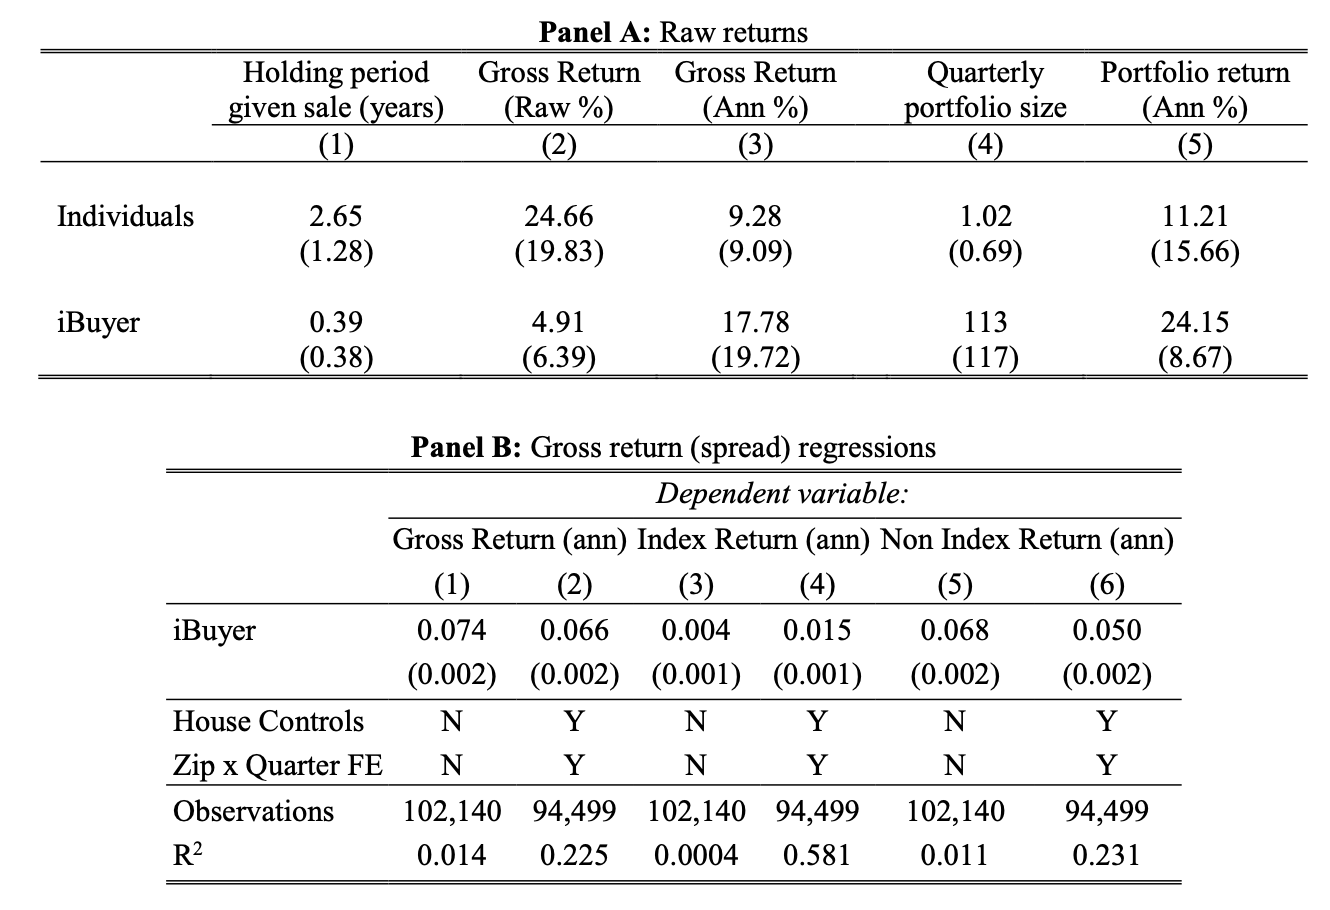 Panel A: Raw returns
Holding period Gross Return Gross Return Quarterly Portfolio return
given sale (years) (Raw %) (Ann %) portfolio size (Ann %)
(1) (2) (3) (4) (5)
Individuals 2.65 24.66 9.28 1.02 11.21
(1.28) (19.83) (9.09) (0.69) (15.66)
iBuyer 0.39 4.91 17.78 113 24.15
(0.38) (6.39) (19.72) (117) (8.67)
Panel B: Gross return (spread) regressions
Dependent variable:
Gross Return (ann) Index Return (ann) Non Index Return (ann)
(1) (2) (3) (4) (5) (6)
iBuyer 0.074 0.066 0.004 0.015 0.068 0.050
(0.002) (0.002) (0.001) (0.001) (0.002) (0.002)
House Controls N Y N Y N Y
Zip x Quarter FE N Y N Y N Y
Observations 102,140 94,499 102,140 94,499 102,140 94,499
R² 0.014 0.225 0.0004 0.581 0.011 0.231